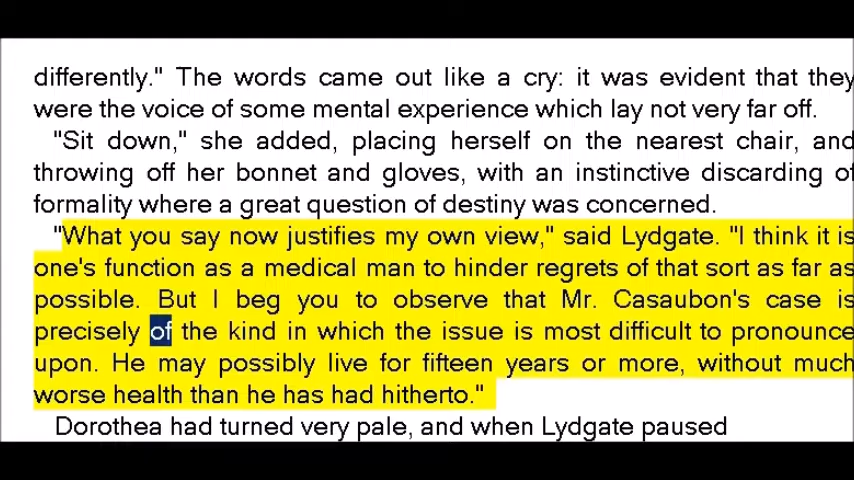 differently." The words came out like a cry: it was evident that they
were the voice of some mental experience which lay not very far off.
"Sit down," she added, placing herself on the nearest chair, and
throwing off her bonnet and gloves, with an instinctive discarding of
formality where a great question of destiny was concerned.
"What you say now justifies my own view," said Lydgate. "I think it is
one's function as a medical man to hinder regrets of that sort as far as
possible. But I beg you to observe that Mr. Casaubon's case is
precisely of the kind in which the issue is most difficult to pronounce
upon. He may possibly live for fifteen years or more, without much
worse health than he has had hitherto."
Dorothea had turned very pale, and when Lydgate paused